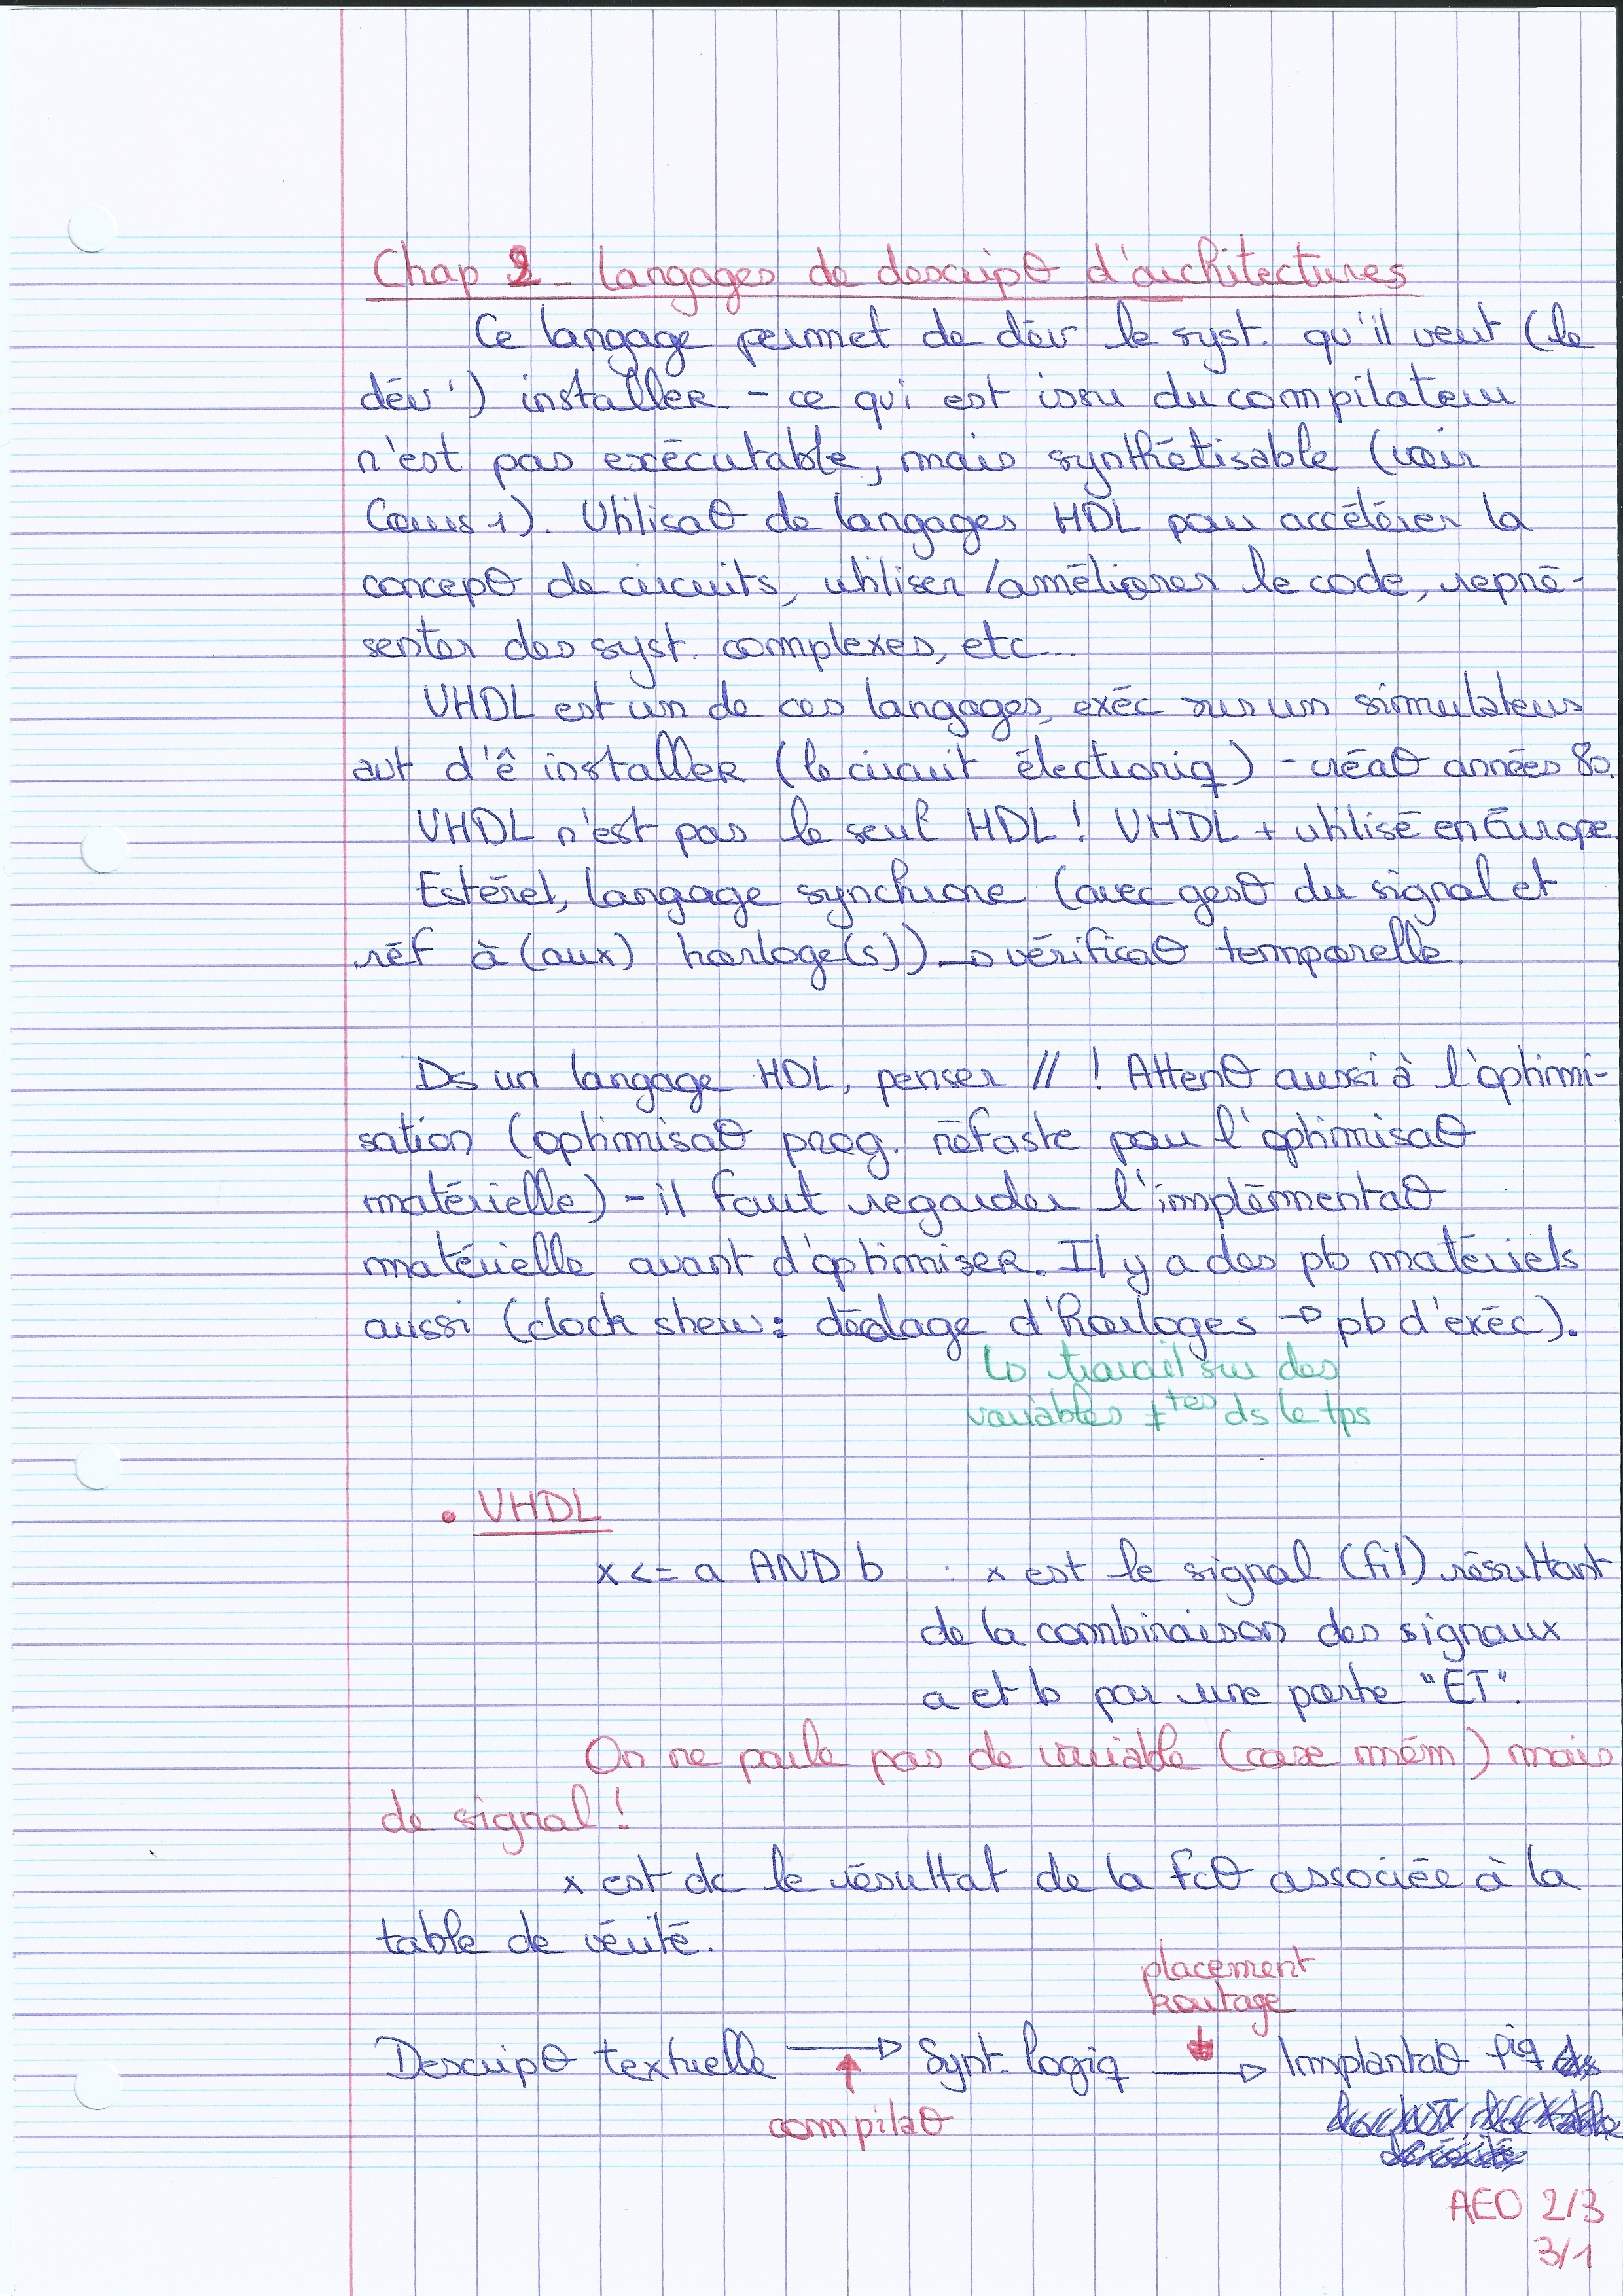 Chap 2 - Langages de descripθ d'architectures
Ce langage permet de dév le syst. qu'il veut (le
dév') installer - ce qui est issu du compilateur
n'est pas exécutable, mais synthétisable (voir
Cours 1). Utilisaθ de langages HDL pour accélérer la
concepθ de circuits, utiliser/améliorer le code, repré-
senter des syst. complexes, etc...
VHDL est un de ces langages, exéc sur un simulateur
avt d'ê installer (le circuit électroniq) - créaθ années 80.
VHDL n'est pas le seul HDL! VHDL + utilisé en Europe.
Estérel, langage synchrone (avec gesθ du signal et
réf à (aux) horloge(s)) → vérificaθ temporelle.
Ds un langage HDL, penser // ! Attenθ aussi à l'optimi-
sation (optimisaθ prog. néfaste pour l'optimisaθ
matérielle) - il faut regarder l'implémentaθ
matérielle avant d'optimiser. Il y a des pb matériels
aussi (clock shew : décalage d'horloges → pb d'exéc).
↳ travail sur des
variables ≠tes ds le tps
• VHDL
x <= a AND b : x est le signal (fil) résultant
de la combinaison des signaux
a et b par une porte "ET".
On ne parle pas de variable (case mém) mais
de signal !
x est dc le résultat de la fcθ associée à la
table de vérité.
placement
routage
Descripθ textuelle → Synt. logiq → Implantaθ
compilaθ
AEO 2/3
3/1